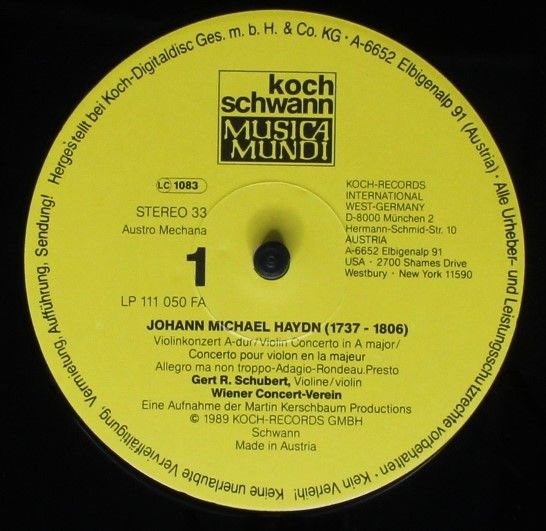 Hergestellt bei Koch-Digitaldisc Ges. m. b. H. & Co. KG · A-6652 Elbigenalp 91 (Austria) · Alle Urheber- und Leistungsschutzrechte vorbehalten · Kein Verleih! Keine unerlaubte Vervielfältigung, Vermietung, Aufführung, Sendung!
koch
schwann
MUSICA
MUNDI
LC 1083
STEREO 33
Austro Mechana
1
LP 111 050 FA
KOCH-RECORDS
INTERNATIONAL
WEST-GERMANY
D-8000 München 2
Hermann-Schmid-Str. 10
AUSTRIA
A-6652 Elbigenalp 91
USA · 2700 Shames Drive
Westbury · New York 11590
JOHANN MICHAEL HAYDN (1737 - 1806)
Violinkonzert A-dur/Violin Concerto in A major/
Concerto pour violon en la majeur
Allegro ma non troppo-Adagio-Rondeau.Presto
Gert R. Schubert, Violine/violin
Wiener Concert-Verein
Eine Aufnahme der Martin Kerschbaum Productions
© 1989 KOCH-RECORDS GMBH
Schwann
Made in Austria